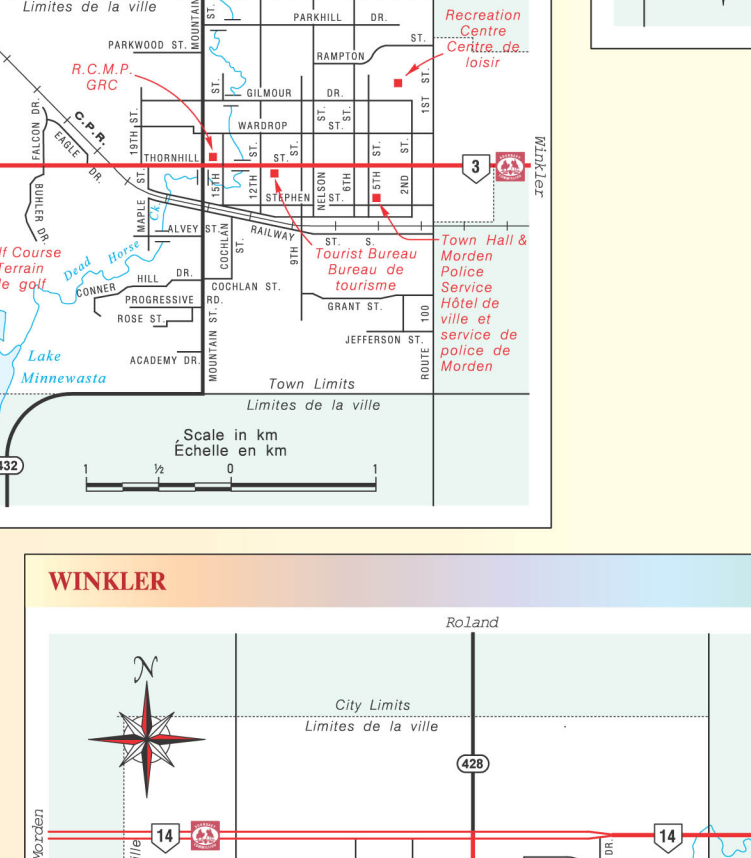 Limites de la ville
MOUNTAIN
ST.
PARKHILL DR.
Recreation
Centre
Centre de
loisir
PARKWOOD ST.
ST.
RAMPTON
R.C.M.P.
GRC
ST.
GILMOUR DR.
ST.
1ST
C.P.R.
19TH ST.
WARDROP ST.
ST.
ST.
FALCON DR.
EAGLE DR.
THORNHILL ST.
ST.
ST.
ST.
ST.
3
Winkler
BUHLER DR.
ST.
MAPLE
15TH
12TH
STEPHEN ST.
NELSON
6TH
5TH
2ND
Ck.
ALVEY ST.
COCHLAN ST.
RAILWAY ST. S.
9TH
Town Hall &
Morden
Police
Service
Hôtel de
ville et
service de
police de
Morden
Tourist Bureau
Bureau de
tourisme
lf Course
Terrain
de golf
Dead Horse
CONNER HILL DR.
COCHLAN ST.
PROGRESSIVE RD.
GRANT ST.
ROSE ST.
MOUNTAIN ST.
JEFFERSON ST.
ROUTE 100
Lake
Minnewasta
ACADEMY DR.
Town Limits
Limites de la ville
432
Scale in km
Échelle en km
1 ½ 0 1
WINKLER
Roland
N
City Limits
Limites de la ville
428
Morden
14
14
DR.